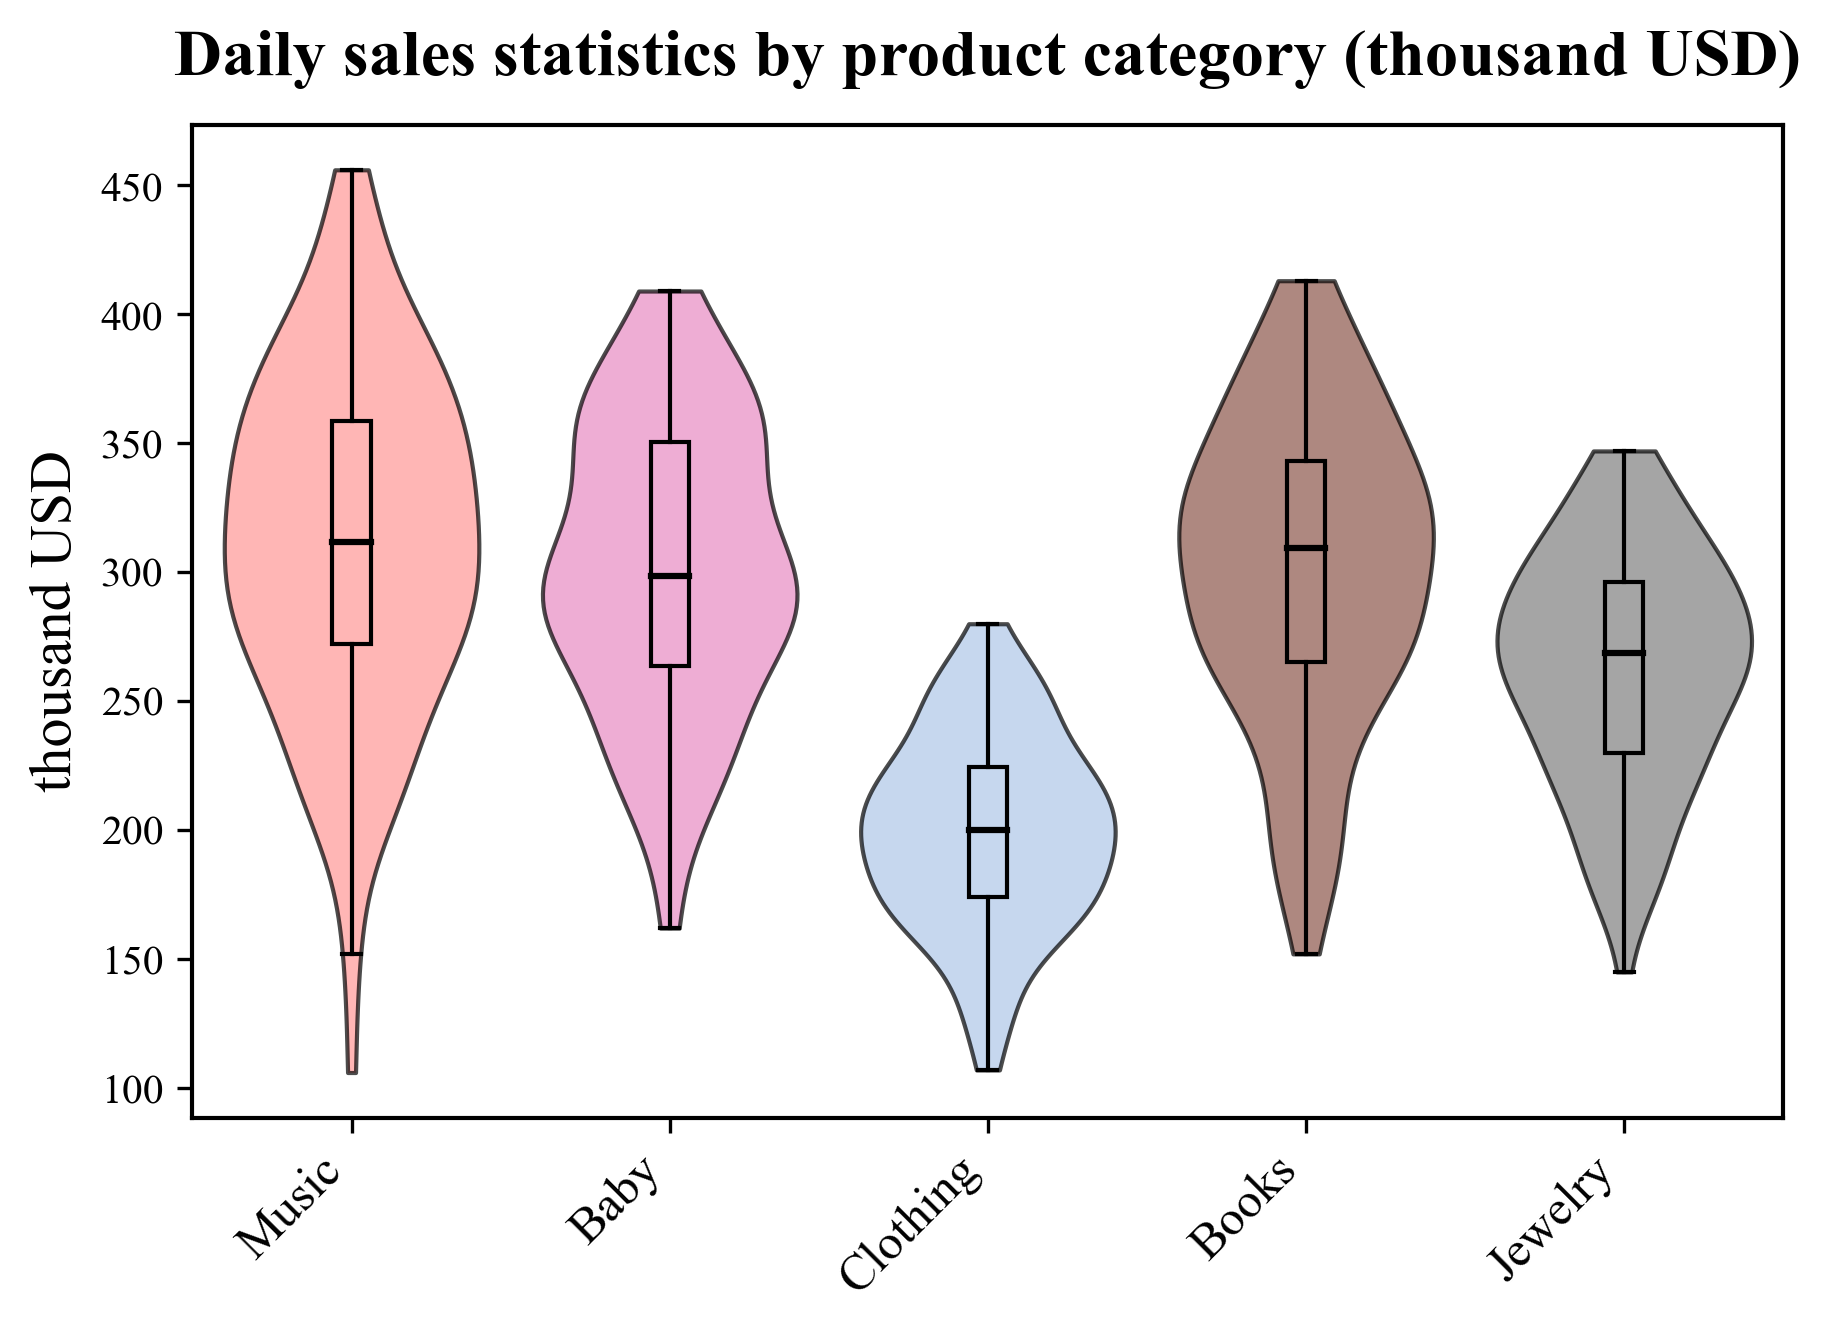 Daily sales statistics by product category (thousand USD)
thousand USD
450
400
350
300
250
200
150
100
Music
Baby
Clothing
Books
Jewelry